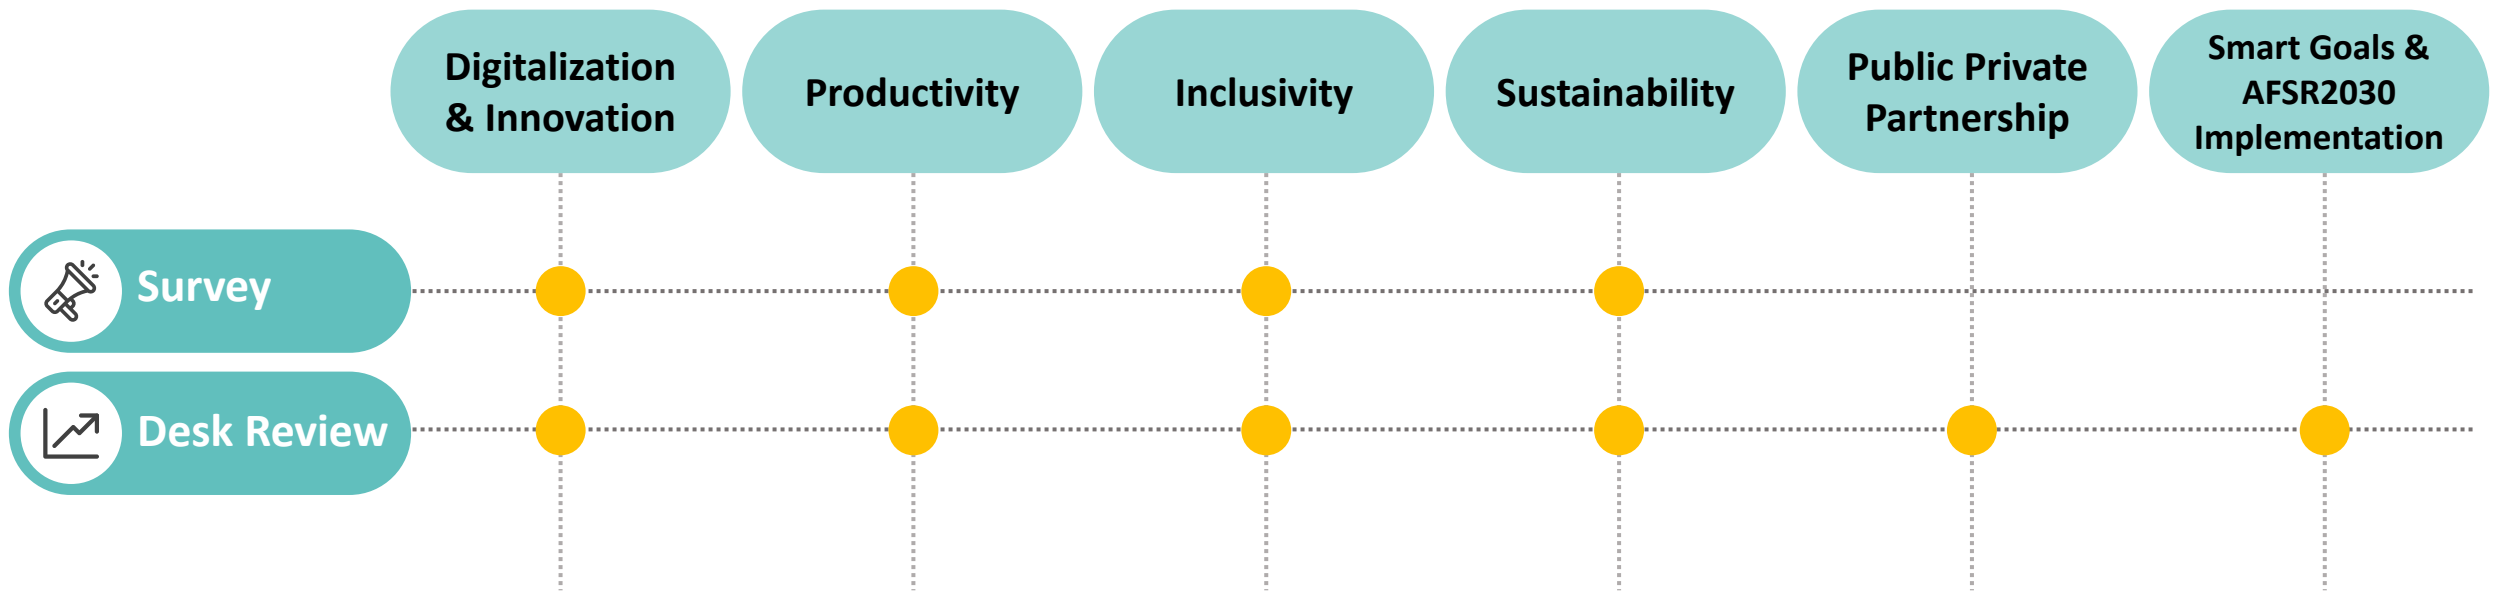 Digitalization
& Innovation
Productivity
Inclusivity
Sustainability
Public Private
Partnership
Smart Goals &
AFSR2030
Implementation
Survey
Desk Review